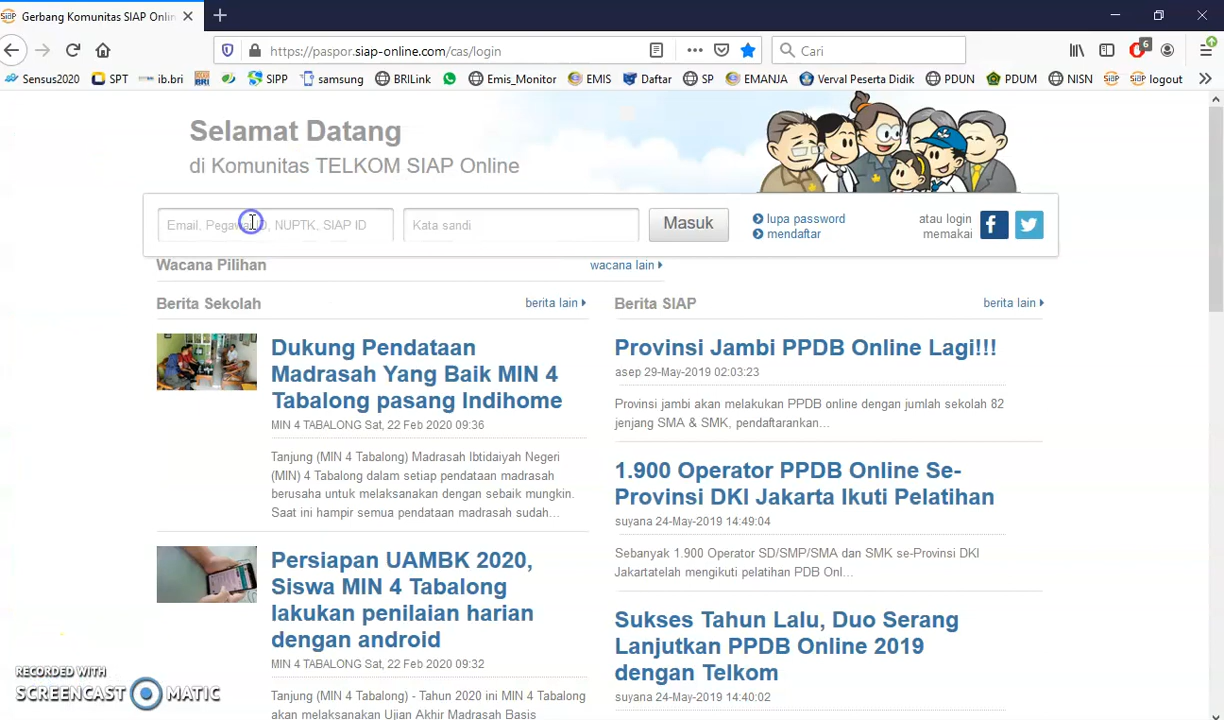 Gerbang Komunitas SIAP Onlin
https://paspor.siap-online.com/cas/login
Cari
6
Sensus2020 SPT ib.bri SIPP samsung BRILink Emis_Monitor EMIS Daftar SP EMANJA Verval Peserta Didik PDUN PDUM NISN logout
Selamat Datang
di Komunitas TELKOM SIAP Online
Email, Pegawai ID, NUPTK, SIAP ID
Kata sandi
Masuk
lupa password
mendaftar
atau login
memakai
Wacana Pilihan
wacana lain
Berita Sekolah
berita lain
Dukung Pendataan
Madrasah Yang Baik MIN 4
Tabalong pasang Indihome
MIN 4 TABALONG Sat, 22 Feb 2020 09:36
Tanjung (MIN 4 Tabalong) Madrasah Ibtidaiyah Negeri
(MIN) 4 Tabalong dalam setiap pendataan madrasah
berusaha untuk melaksanakan dengan sebaik mungkin.
Saat ini hampir semua pendataan madrasah sudah...
Persiapan UAMBK 2020,
Siswa MIN 4 Tabalong
lakukan penilaian harian
dengan android
MIN 4 TABALONG Sat, 22 Feb 2020 09:32
Tanjung (MIN 4 Tabalong) - Tahun 2020 ini MIN 4 Tabalong
akan melaksanakan Ujian Akhir Madrasah Basis
Berita SIAP
berita lain
Provinsi Jambi PPDB Online Lagi!!!
asep 29-May-2019 02:03:23
Provinsi jambi akan melakukan PPDB online dengan jumlah sekolah 82
jenjang SMA & SMK, pendaftarankan...
1.900 Operator PPDB Online Se-
Provinsi DKI Jakarta Ikuti Pelatihan
suyana 24-May-2019 14:49:04
Sebanyak 1.900 Operator SD/SMP/SMA dan SMK se-Provinsi DKI
Jakartatelah mengikuti pelatihan PDB Onl...
Sukses Tahun Lalu, Duo Serang
Lanjutkan PPDB Online 2019
dengan Telkom
suyana 24-May-2019 14:40:02
RECORDED WITH
SCREENCAST MATIC